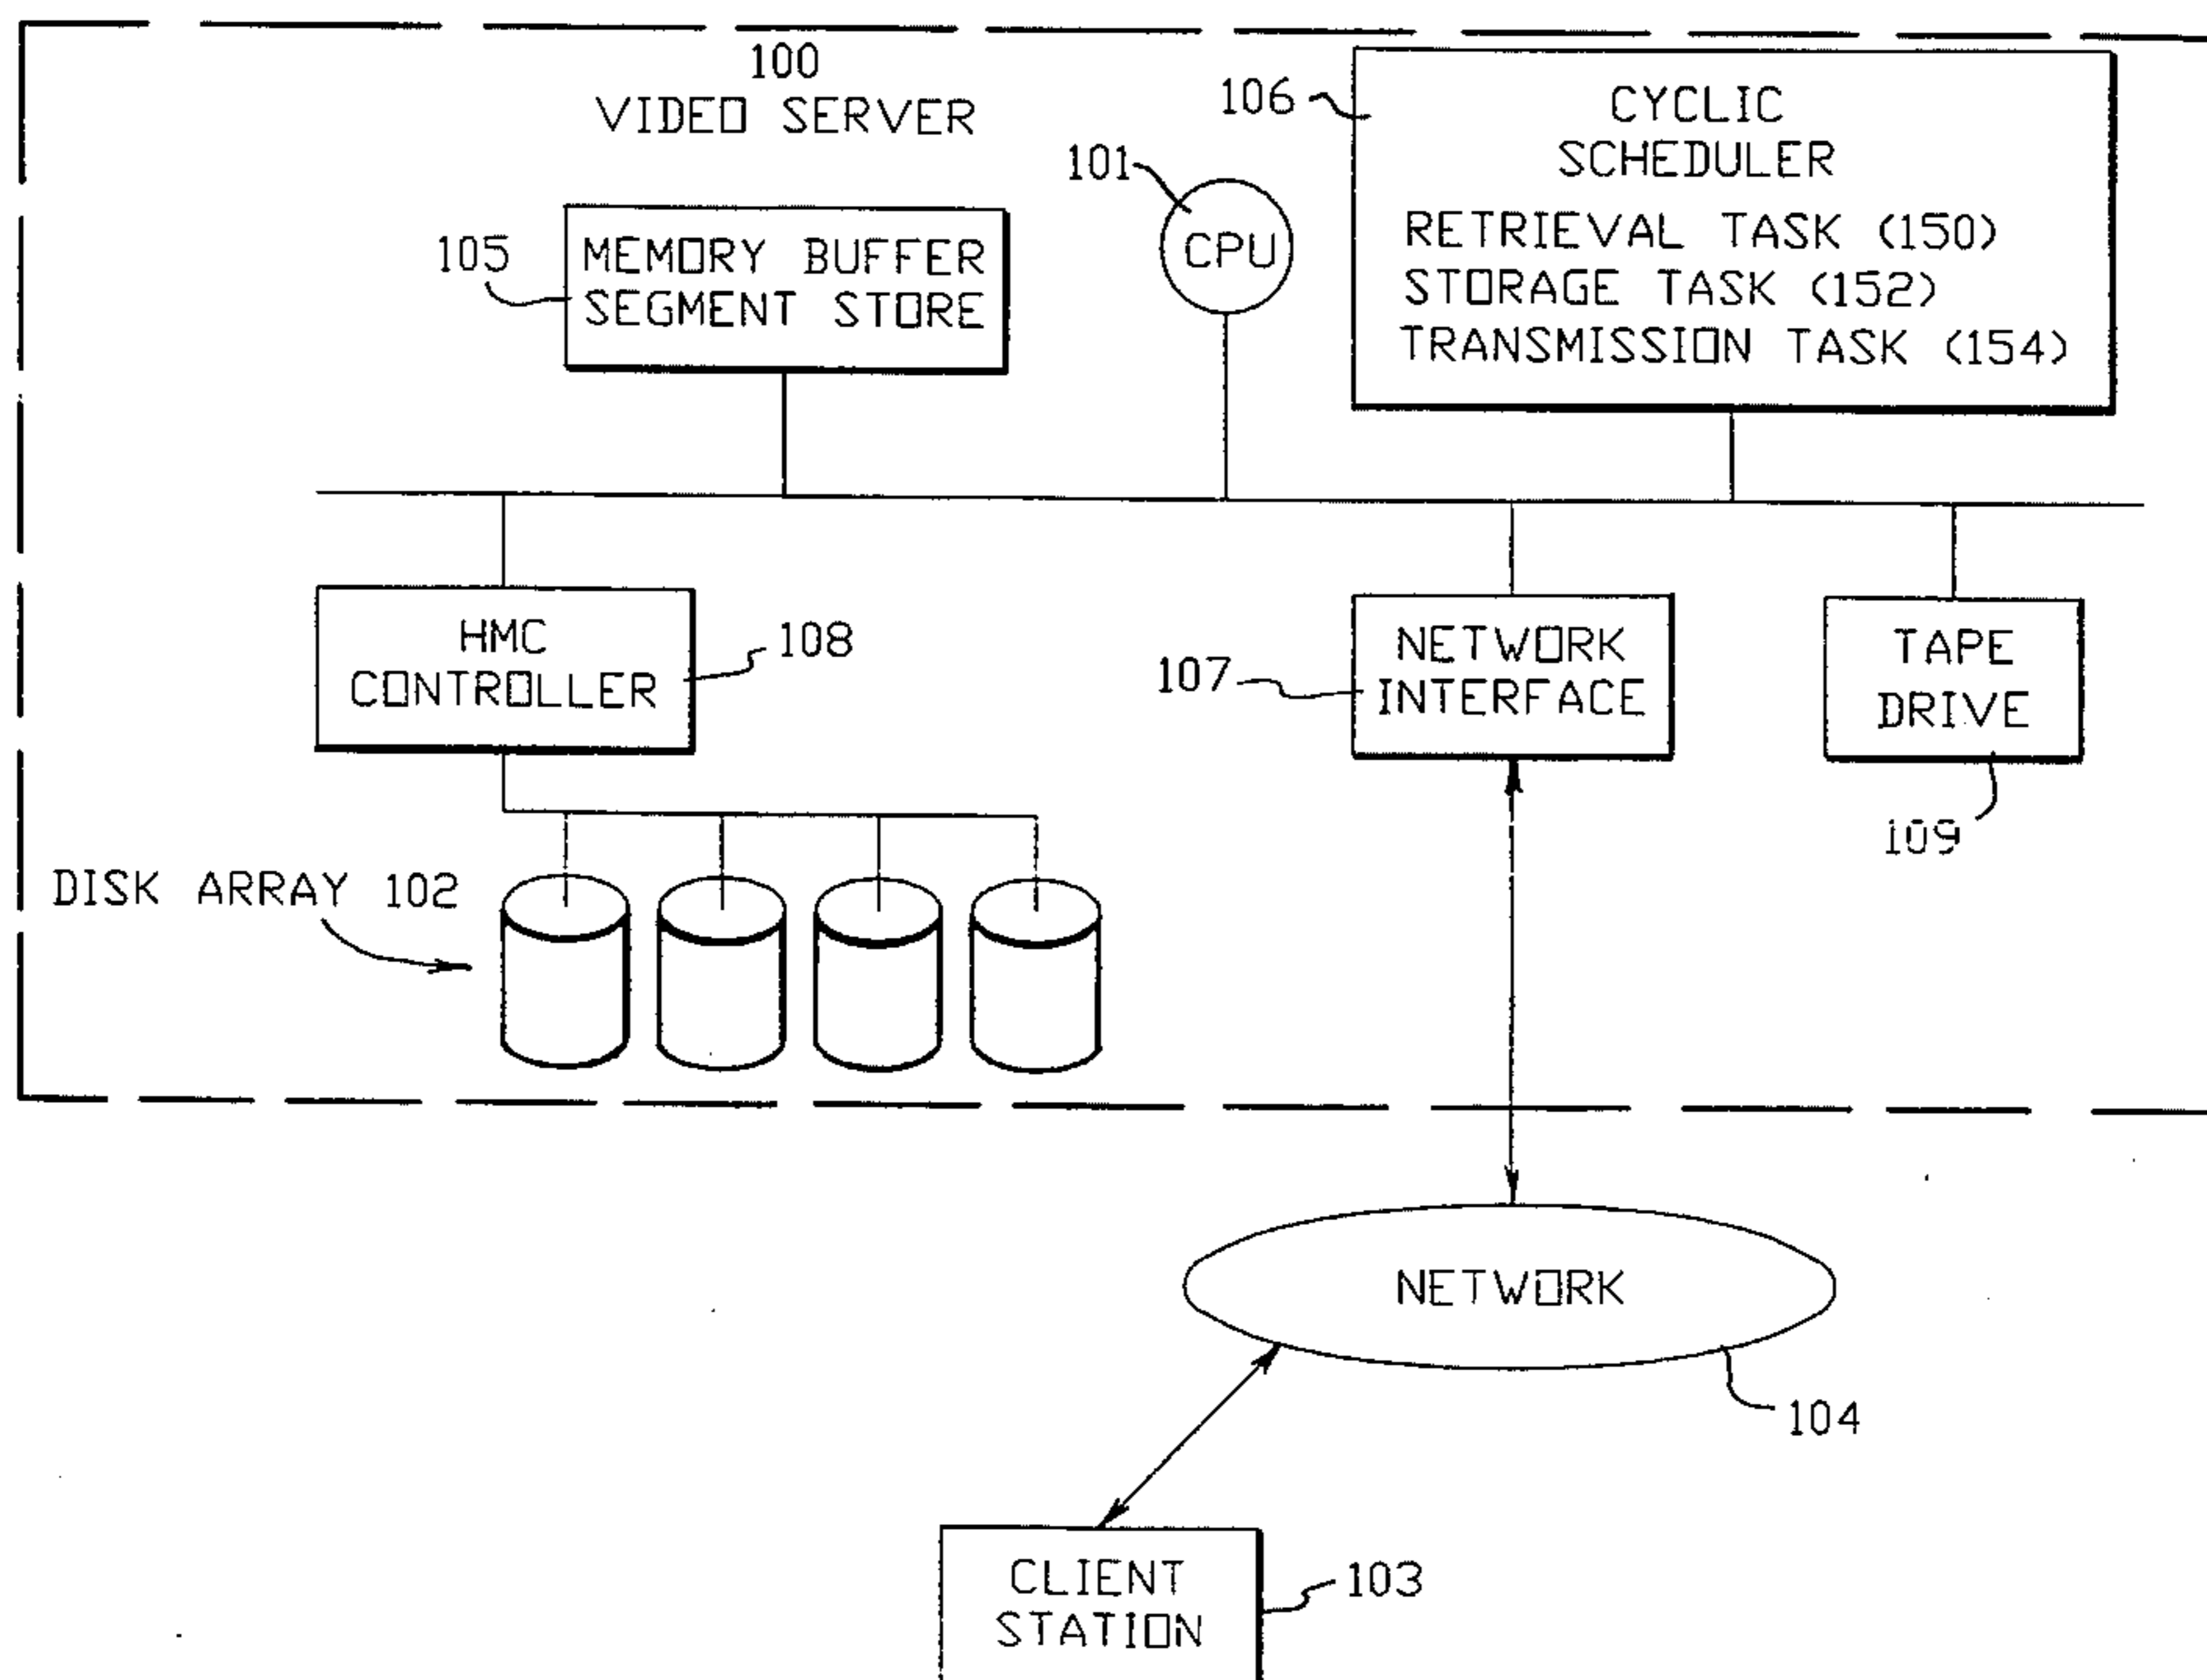 100
VIDEO SERVER
106
CYCLIC
SCHEDULER
RETRIEVAL TASK (150)
STORAGE TASK (152)
TRANSMISSION TASK (154)
101
CPU
105
MEMORY BUFFER
SEGMENT STORE
HMC
CONTROLLER
108
107
NETWORK
INTERFACE
TAPE
DRIVE
109
DISK ARRAY 102
NETWORK
104
CLIENT
STATION
103